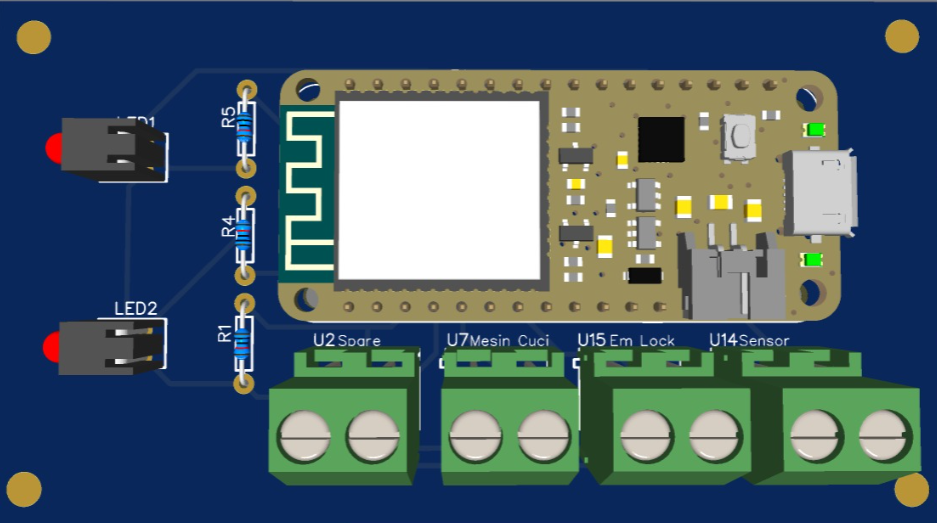 LED1
R5
R4
LED2
R1
U2 Spare
U7 Mesin Cuci
U15 Em Lock
U14 Sensor